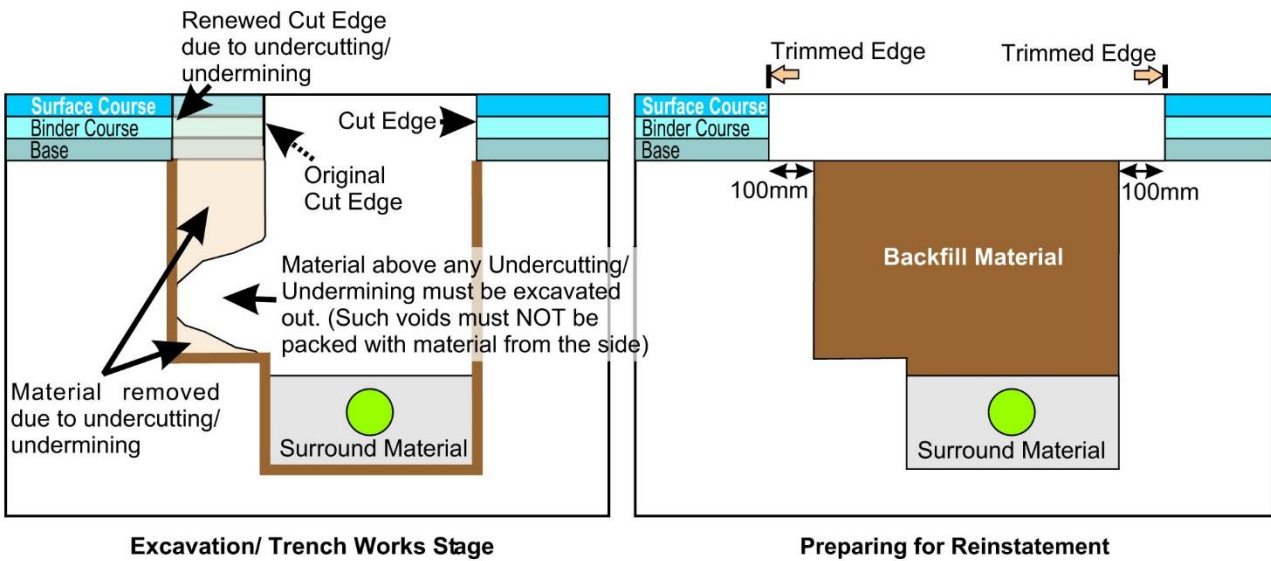 Renewed Cut Edge
due to undercutting/
undermining
Surface Course
Binder Course
Base
Cut Edge
Original
Cut Edge
Material above any Undercutting/
Undermining must be excavated
out. (Such voids must NOT be
packed with material from the side)
Material removed
due to undercutting/
undermining
Surround Material
Excavation/ Trench Works Stage
Trimmed Edge
Trimmed Edge
Surface Course
Binder Course
Base
100mm
100mm
Backfill Material
Surround Material
Preparing for Reinstatement